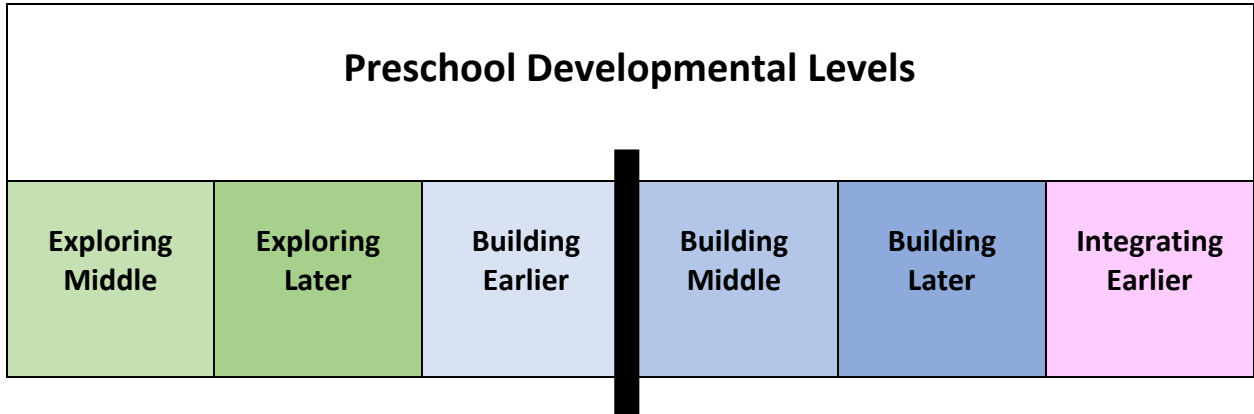 Preschool Developmental Levels
Exploring
Middle
Exploring
Later
Building
Earlier
Building
Middle
Building
Later
Integrating
Earlier